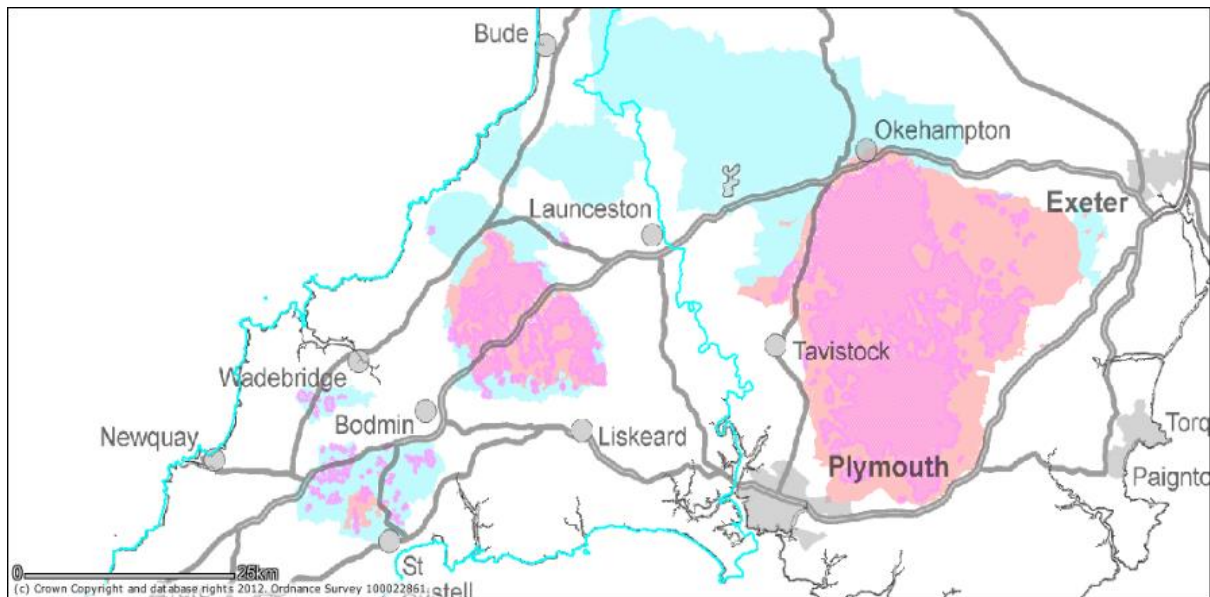 Bude
Okehampton
Launceston
Exeter
Tavistock
Wadebridge
Bodmin
Newquay
Liskeard
Torq
Plymouth
Paignto
St
0 25km
(c) Crown Copyright and database rights 2012. Ordnance Survey 100022861.
stell